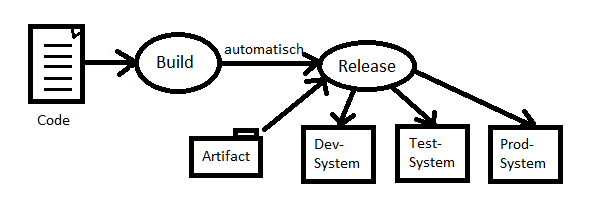 automatisch
Build
Release
Code
Artifact
Dev-
System
Test-
System
Prod-
System